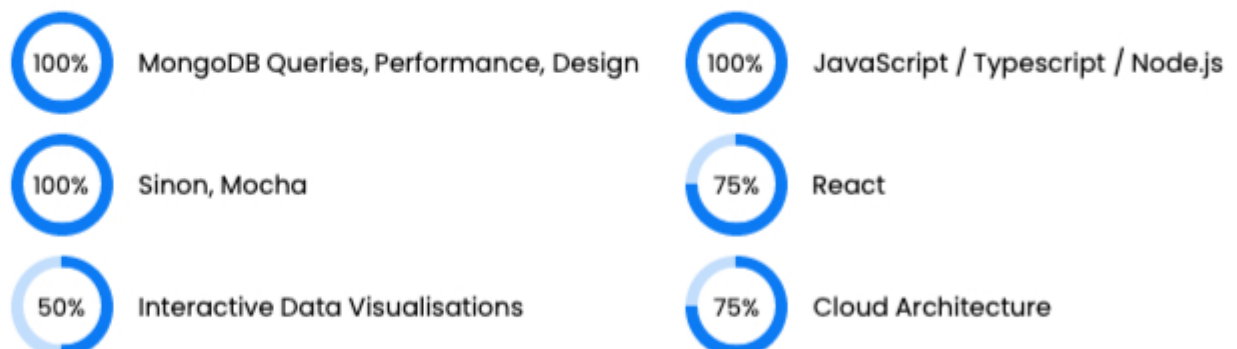 100% MongoDB Queries, Performance, Design
100% JavaScript / Typescript / Node.js
100% Sinon, Mocha
75% React
50% Interactive Data Visualisations
75% Cloud Architecture